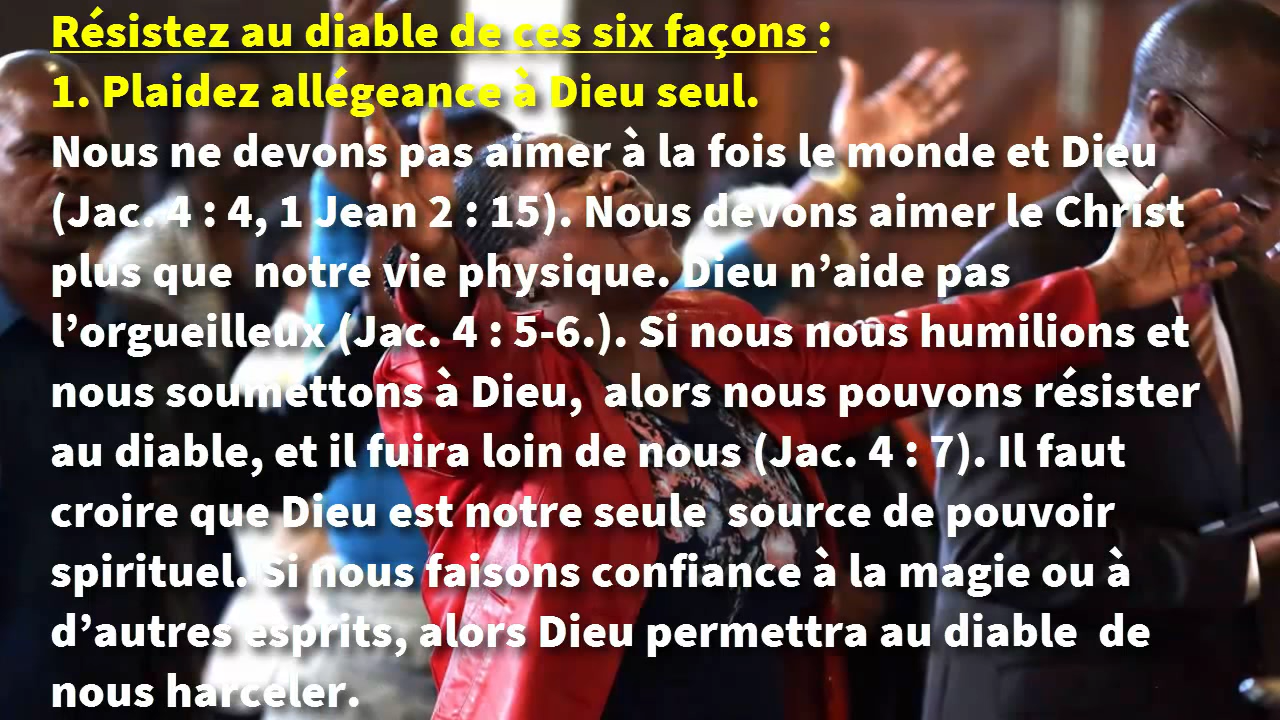 Résistez au diable de ces six façons :
1. Plaidez allégeance à Dieu seul.
Nous ne devons pas aimer à la fois le monde et Dieu
(Jac. 4 : 4, 1 Jean 2 : 15). Nous devons aimer le Christ
plus que  notre vie physique. Dieu n’aide pas
l’orgueilleux (Jac. 4 : 5-6.). Si nous nous humilions et
nous soumettons à Dieu,  alors nous pouvons résister
au diable, et il fuira loin de nous (Jac. 4 : 7). Il faut
croire que Dieu est notre seule  source de pouvoir
spirituel. Si nous faisons confiance à la magie ou à
d’autres esprits, alors Dieu permettra au diable  de
nous harceler.